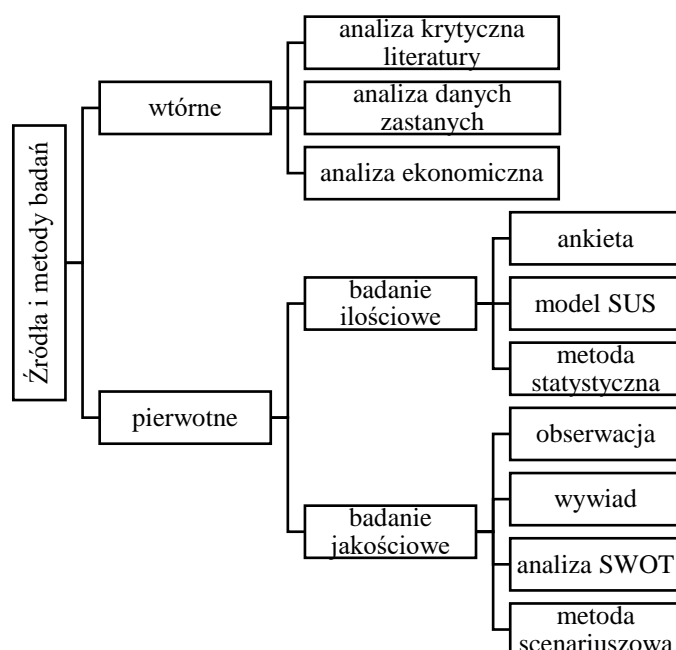 Źródła i metody badań
wtórne
analiza krytyczna
literatury
analiza danych
zastanych
analiza ekonomiczna
pierwotne
badanie
ilościowe
ankieta
model SUS
metoda
statystyczna
badanie
jakościowe
obserwacja
wywiad
analiza SWOT
metoda
scenariuszowa